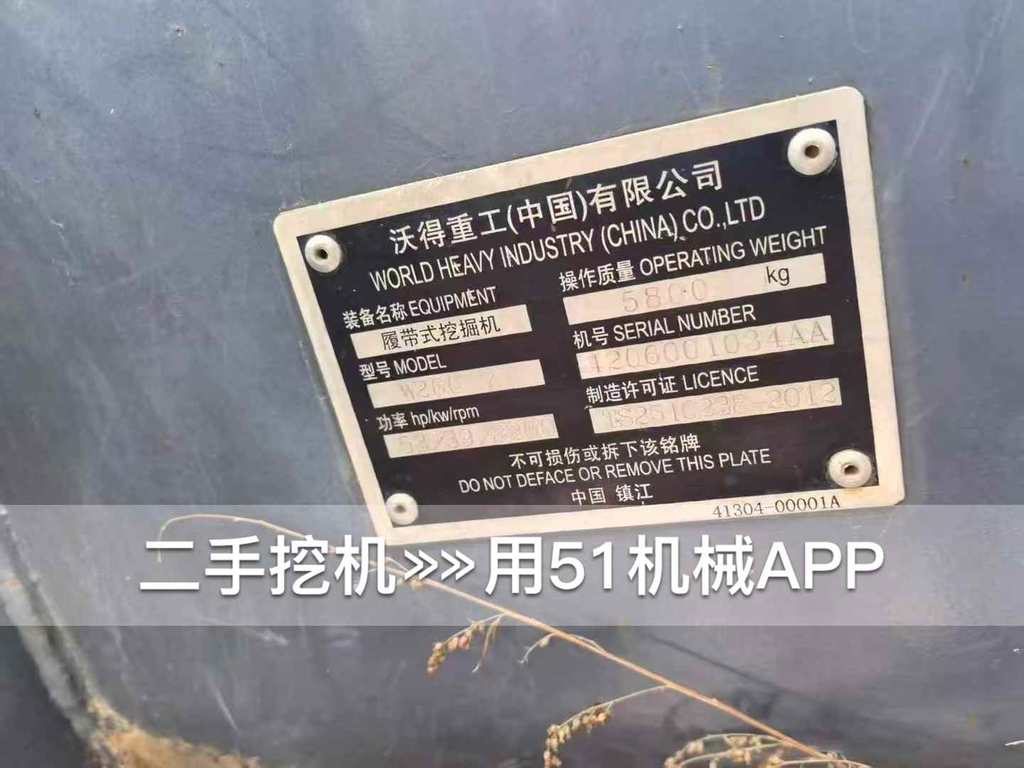 沃得重工(中国)有限公司
WORLD HEAVY INDUSTRY (CHINA) CO.,LTD
装备名称 EQUIPMENT
履带式挖掘机
型号 MODEL
功率 hp/kw/rpm
操作质量 OPERATING WEIGHT
5800 kg
机号 SERIAL NUMBER
1206001034AA
制造许可证 LICENCE
不可损伤或拆下该铭牌
DO NOT DEFACE OR REMOVE THIS PLATE
中国 镇江
41304-00001A
二手挖机»»用51机械APP